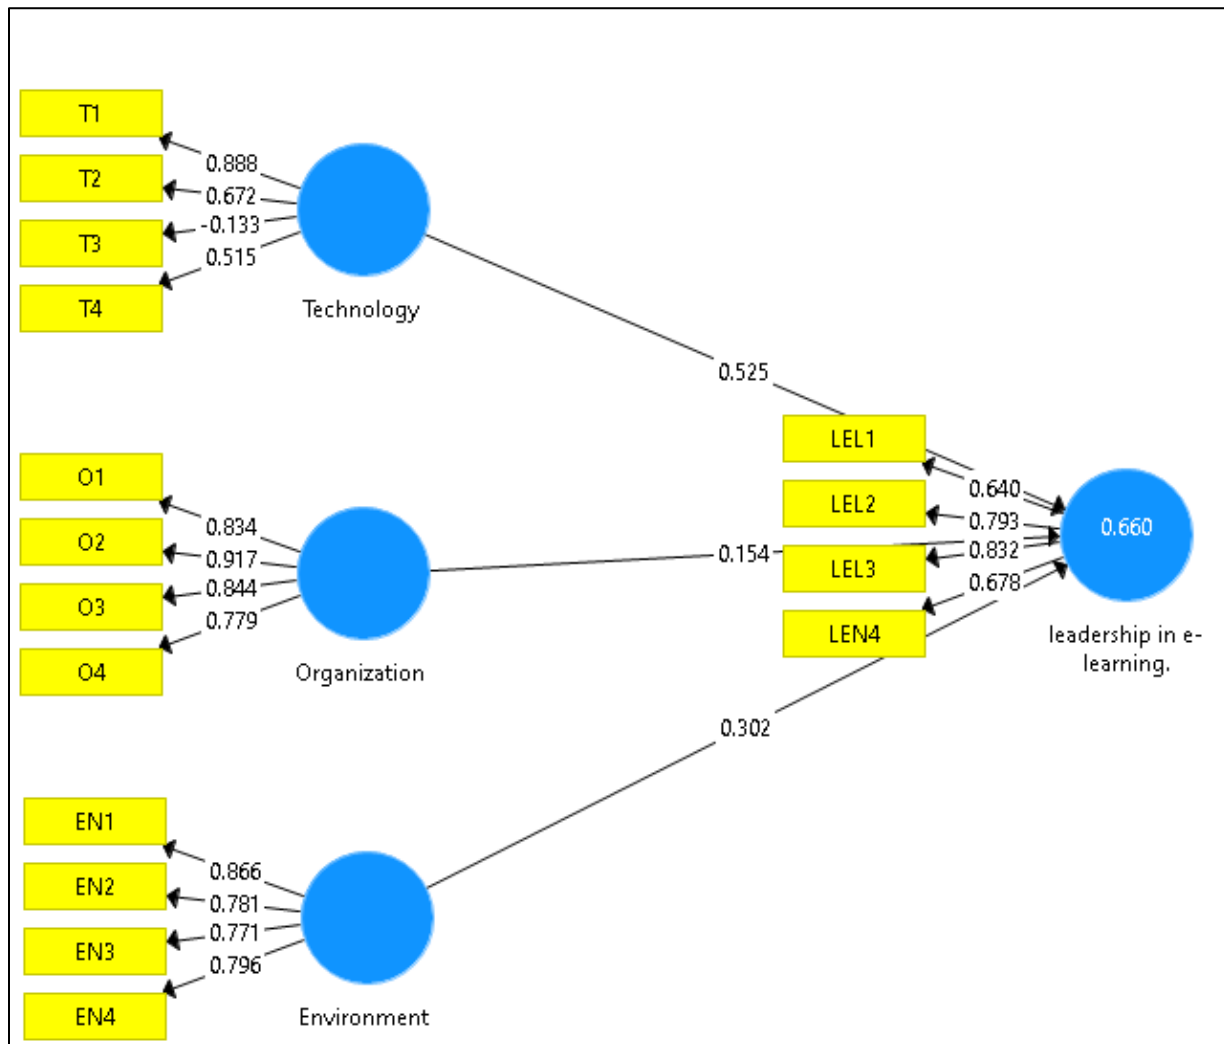 T1
T2
T3
T4
0.888
0.672
-0.133
0.515
Technology
0.525
O1
O2
O3
O4
0.834
0.917
0.844
0.779
Organization
0.154
EN1
EN2
EN3
EN4
0.866
0.781
0.771
0.796
Environment
0.302
LEL1
LEL2
LEL3
LEN4
0.640
0.793
0.832
0.678
0.660
leadership in e-
learning.